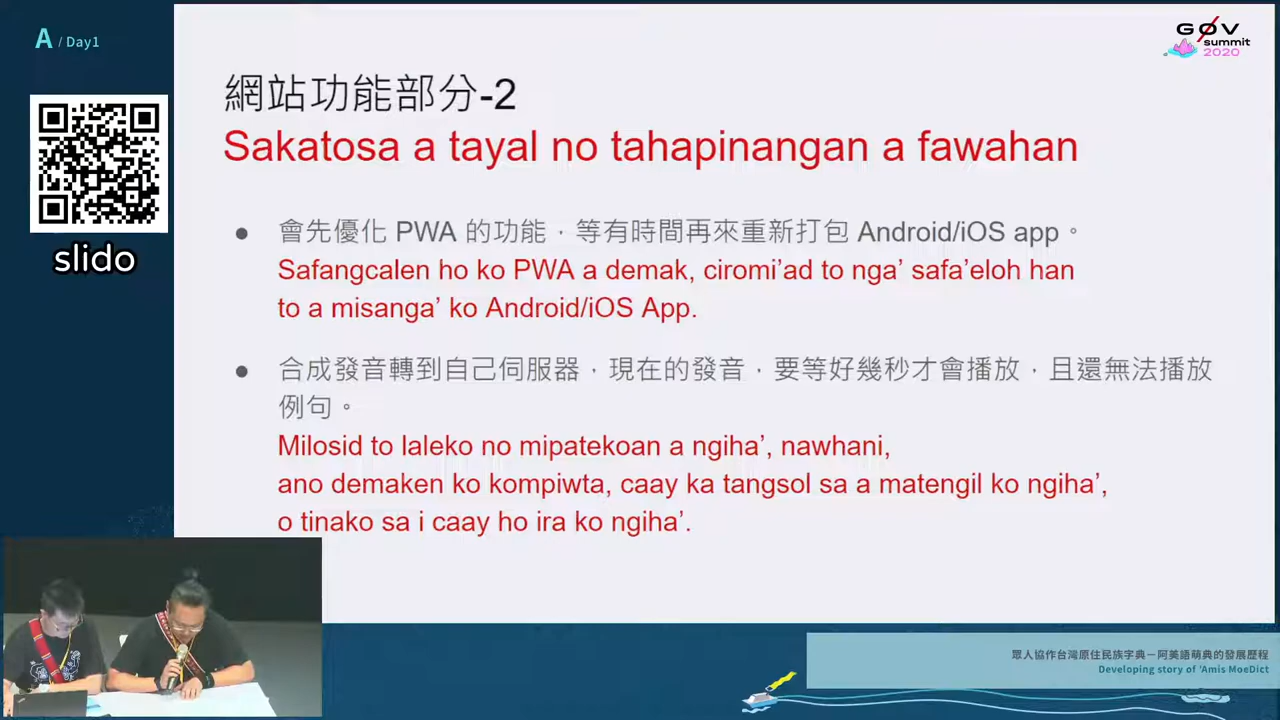 A / Day1
GØV
summit
2020
slido
網站功能部分-2
Sakatosa a tayal no tahapinangan a fawahan
● 會先優化 PWA 的功能，等有時間再來重新打包 Android/iOS app。
Safangcalen ho ko PWA a demak, ciromi’ad to nga’ safa’eloh han
to a misanga’ ko Android/iOS App.
● 合成發音轉到自己伺服器，現在的發音，要等好幾秒才會播放，且還無法播放
例句。
Milosid to laleko no mipatekoan a ngiha’, nawhani,
ano demaken ko kompiwta, caay ka tangsol sa a matengil ko ngiha’,
o tinako sa i caay ho ira ko ngiha’.
眾人協作台灣原住民族字典－阿美語萌典的發展歷程
Developing story of 'Amis MoeDict